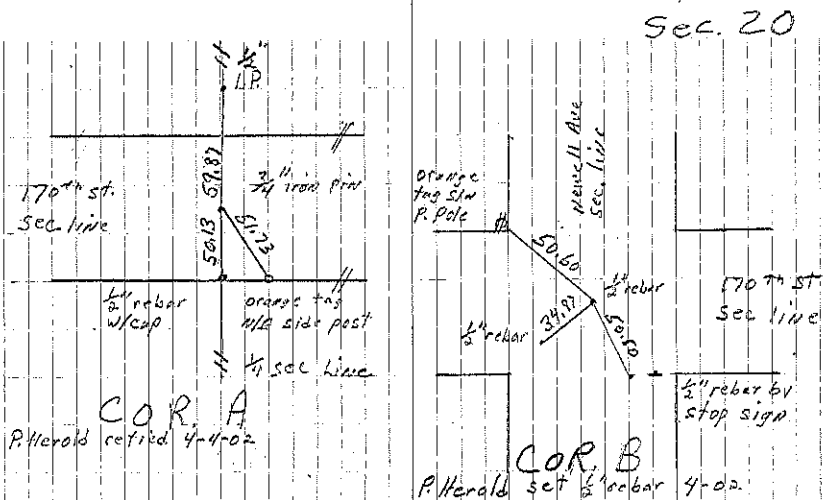 Sec. 20
1/2"
I.P.
59.87
3/4" iron pin
170th st.
Sec line
50.13
51.73
1/2" rebar
w/cap
orange tag
N/E side post
1/4 sec Line
COR. A
P. Herold retied 4-4-02
Newell Ave
Sec. line
orange
tag S/W
P. Pole
50.60
1/2" rebar
170th St
Sec line
34.97
1/2" rebar
50.50
1/2" rebar by
stop sign
COR. B
P. Herold set 1/2" rebar 4-02